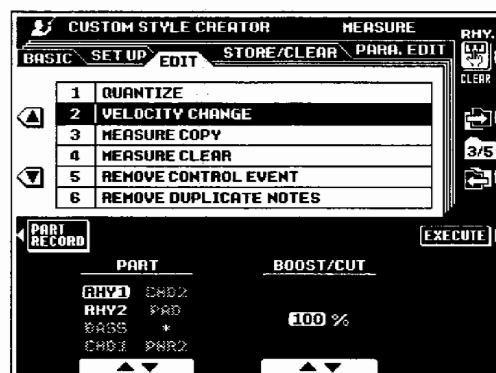 CUSTOM STYLE CREATOR MEASURE
RHY.
BASIC SET UP EDIT STORE/CLEAR PARA. EDIT
CLEAR
1 QUANTIZE
2 VELOCITY CHANGE
3 MEASURE COPY
3/5
4 MEASURE CLEAR
5 REMOVE CONTROL EVENT
6 REMOVE DUPLICATE NOTES
PART RECORD
EXECUTE
PART BOOST/CUT
RHY1 CHD2
RHY2 PAD
100 %
BASS *
CHD1 PHR2